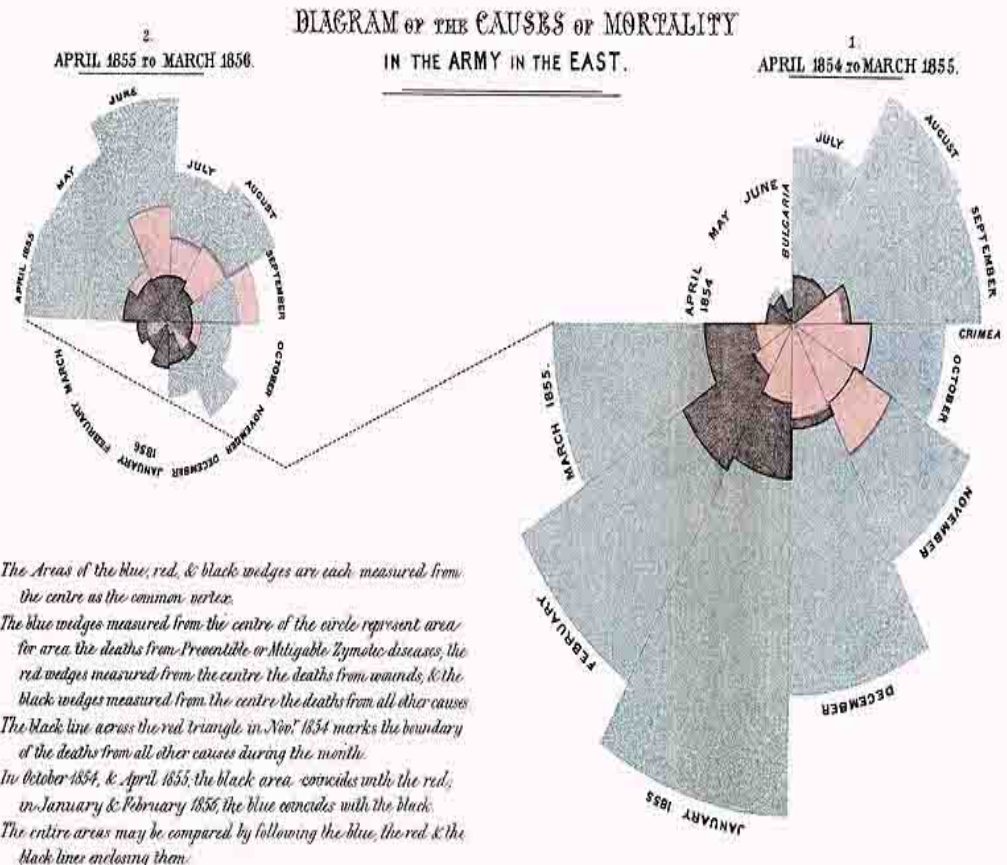 DIAGRAM OF THE CAUSES OF MORTALITY
IN THE ARMY IN THE EAST.
2.
APRIL 1855 TO MARCH 1856.
1.
APRIL 1854 TO MARCH 1855.
JUNE
MAY
APRIL 1855
JULY
AUGUST
SEPTEMBER
OCTOBER
NOVEMBER
DECEMBER
JANUARY
1856
FEBRUARY
MARCH
APRIL
1854
MAY
JUNE
BULGARIA
JULY
AUGUST
SEPTEMBER
CRIMEA
OCTOBER
NOVEMBER
DECEMBER
JANUARY 1855
FEBRUARY
MARCH 1855.
The Areas of the blue, red, & black wedges are each measured from
the centre as the common vertex.
The blue wedges measured from the centre of the circle represent area
for area the deaths from Preventible or Mitigable Zymotic diseases, the
red wedges measured from the centre the deaths from wounds, & the
black wedges measured from the centre the deaths from all other causes
The black line across the red triangle in Novr. 1854 marks the boundary
of the deaths from all other causes during the month.
In October 1854, & April 1855, the black area coincides with the red;
in January & February 1856, the blue coincides with the black.
The entire areas may be compared by following the blue, the red & the
black lines enclosing them